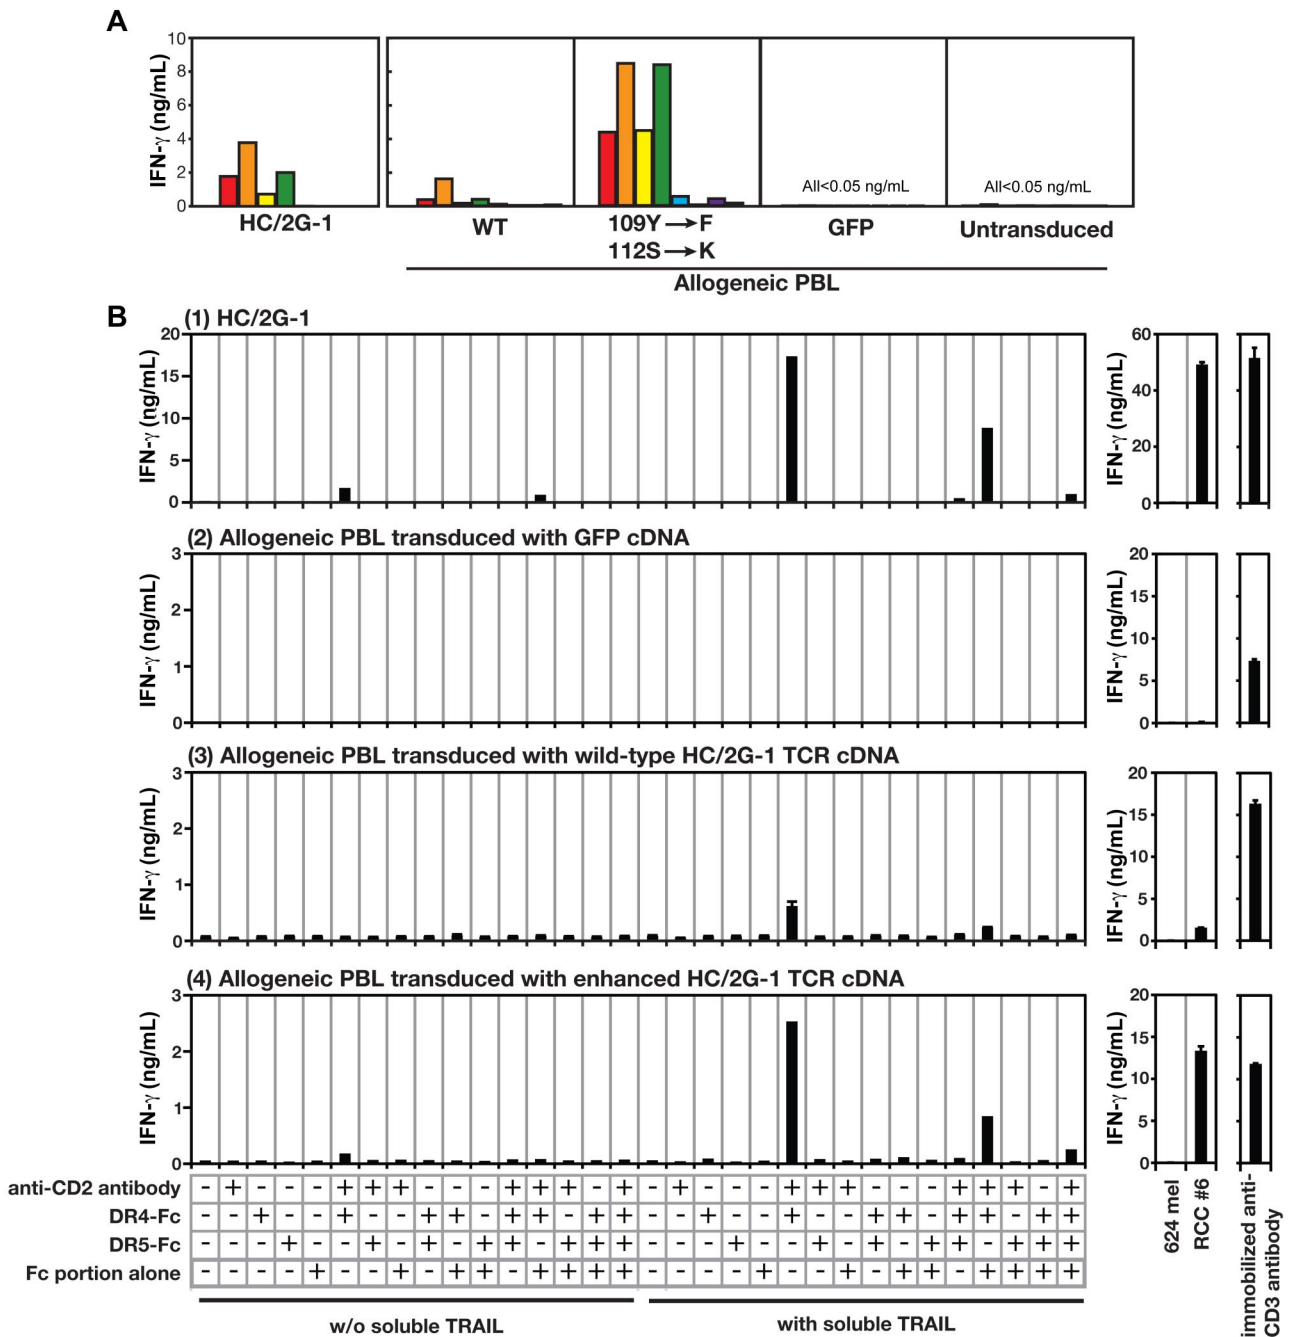 A
IFN-γ (ng/mL)
10
8
6
4
2
0
All<0.05 ng/mL
All<0.05 ng/mL
HC/2G-1
WT
109Y→F
112S→K
GFP
Untransduced
Allogeneic PBL
B
(1) HC/2G-1
IFN-γ (ng/mL)
20
15
10
5
0
IFN-γ (ng/mL)
60
40
20
0
(2) Allogeneic PBL transduced with GFP cDNA
IFN-γ (ng/mL)
3
2
1
0
IFN-γ (ng/mL)
20
15
10
5
0
(3) Allogeneic PBL transduced with wild-type HC/2G-1 TCR cDNA
IFN-γ (ng/mL)
3
2
1
0
IFN-γ (ng/mL)
20
15
10
5
0
(4) Allogeneic PBL transduced with enhanced HC/2G-1 TCR cDNA
IFN-γ (ng/mL)
3
2
1
0
IFN-γ (ng/mL)
20
15
10
5
0
anti-CD2 antibody - + - - - + + + - - - + + + - + - + - - - + + + - - - + + + - +
DR4-Fc - - + - - + - - + + - + + - + + - - + - - + - - + + - + + - + +
DR5-Fc - - - + - - + - + - + + - + + + - - - + - - + - + - + + - + + +
Fc portion alone - - - - + - - + - + + - + + + + - - - - + - - + - + + - + + + +
w/o soluble TRAIL
with soluble TRAIL
624 mel
RCC #6
immobilized anti-
CD3 antibody